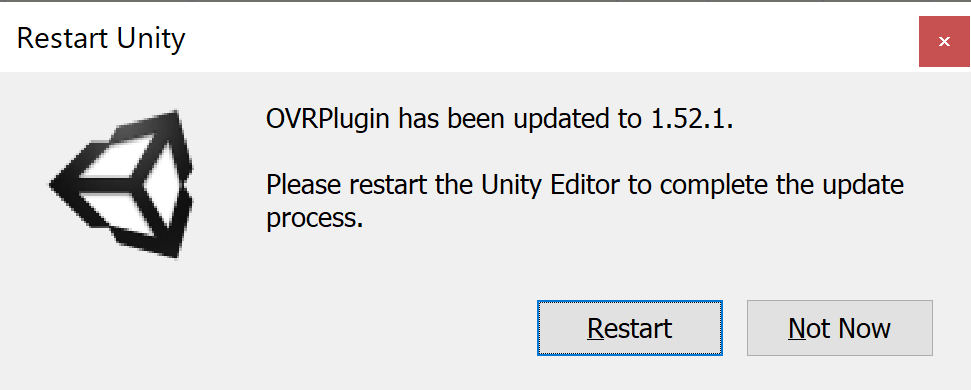 Restart Unity
OVRPlugin has been updated to 1.52.1.
Please restart the Unity Editor to complete the update
process.
Restart
Not Now